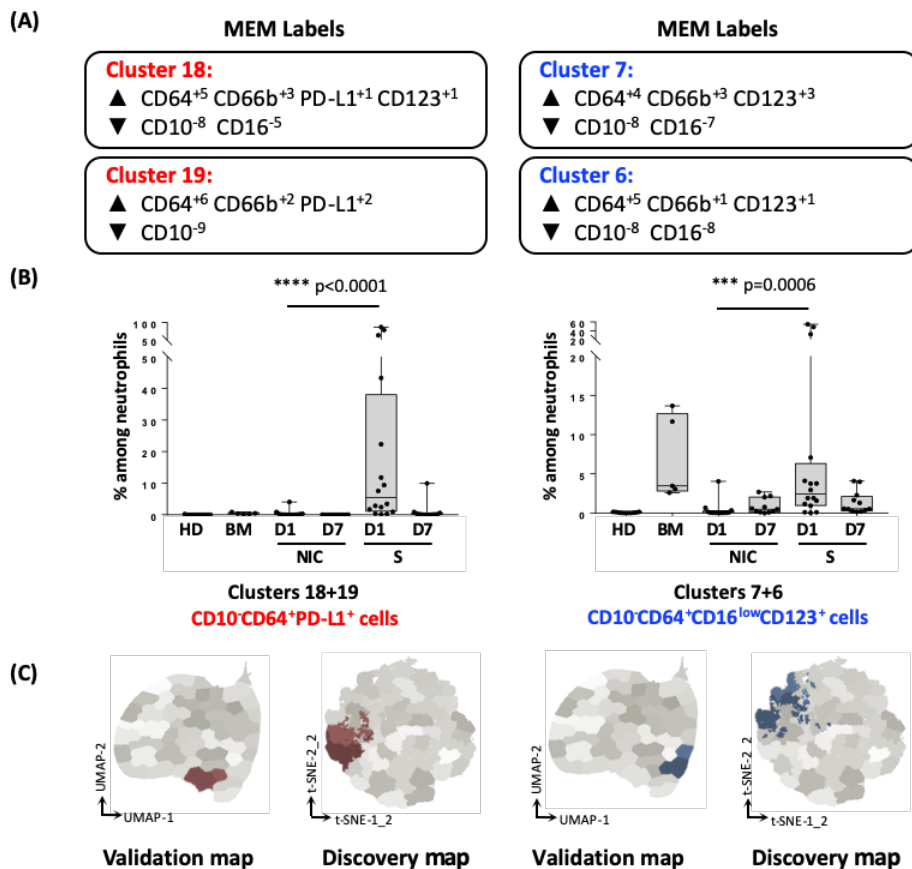 (A)
MEM Labels
MEM Labels
Cluster 18:
▲ CD64⁺⁵ CD66b⁺³ PD-L1⁺¹ CD123⁺¹
▼ CD10⁻⁸ CD16⁻⁵
Cluster 7:
▲ CD64⁺⁴ CD66b⁺³ CD123⁺³
▼ CD10⁻⁸ CD16⁻⁷
Cluster 19:
▲ CD64⁺⁶ CD66b⁺² PD-L1⁺²
▼ CD10⁻⁹
Cluster 6:
▲ CD64⁺⁵ CD66b⁺¹ CD123⁺¹
▼ CD10⁻⁸ CD16⁻⁸
(B)
**** p<0.0001
% among neutrophils
100
50
50
40
30
20
10
0
HD BM D1 D7 D1 D7
NIC S
Clusters 18+19
CD10⁻CD64⁺PD-L1⁺ cells
*** p=0.0006
% among neutrophils
60
40
20
15
10
5
0
HD BM D1 D7 D1 D7
NIC S
Clusters 7+6
CD10⁻CD64⁺CD16ˡᵒʷCD123⁺ cells
(C)
UMAP-2
UMAP-1
Validation map
t-SNE-2_2
t-SNE-1_2
Discovery map
UMAP-2
UMAP-1
Validation map
t-SNE-2_2
t-SNE-1_2
Discovery map